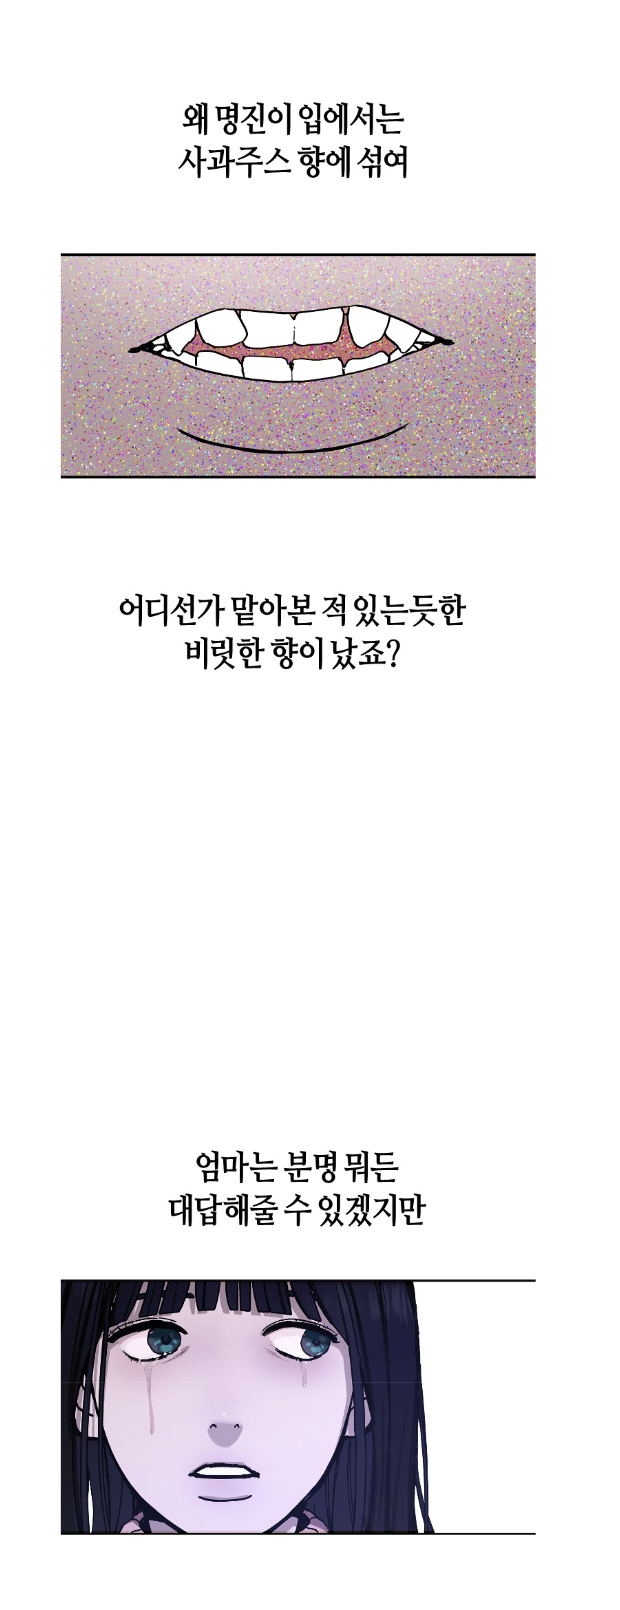 왜 명진이 입에서는
사과주스 향에 섞여
어디선가 맡아본 적 있는듯한
비릿한 향이 났죠?
엄마는 분명 뭐든
대답해줄 수 있겠지만